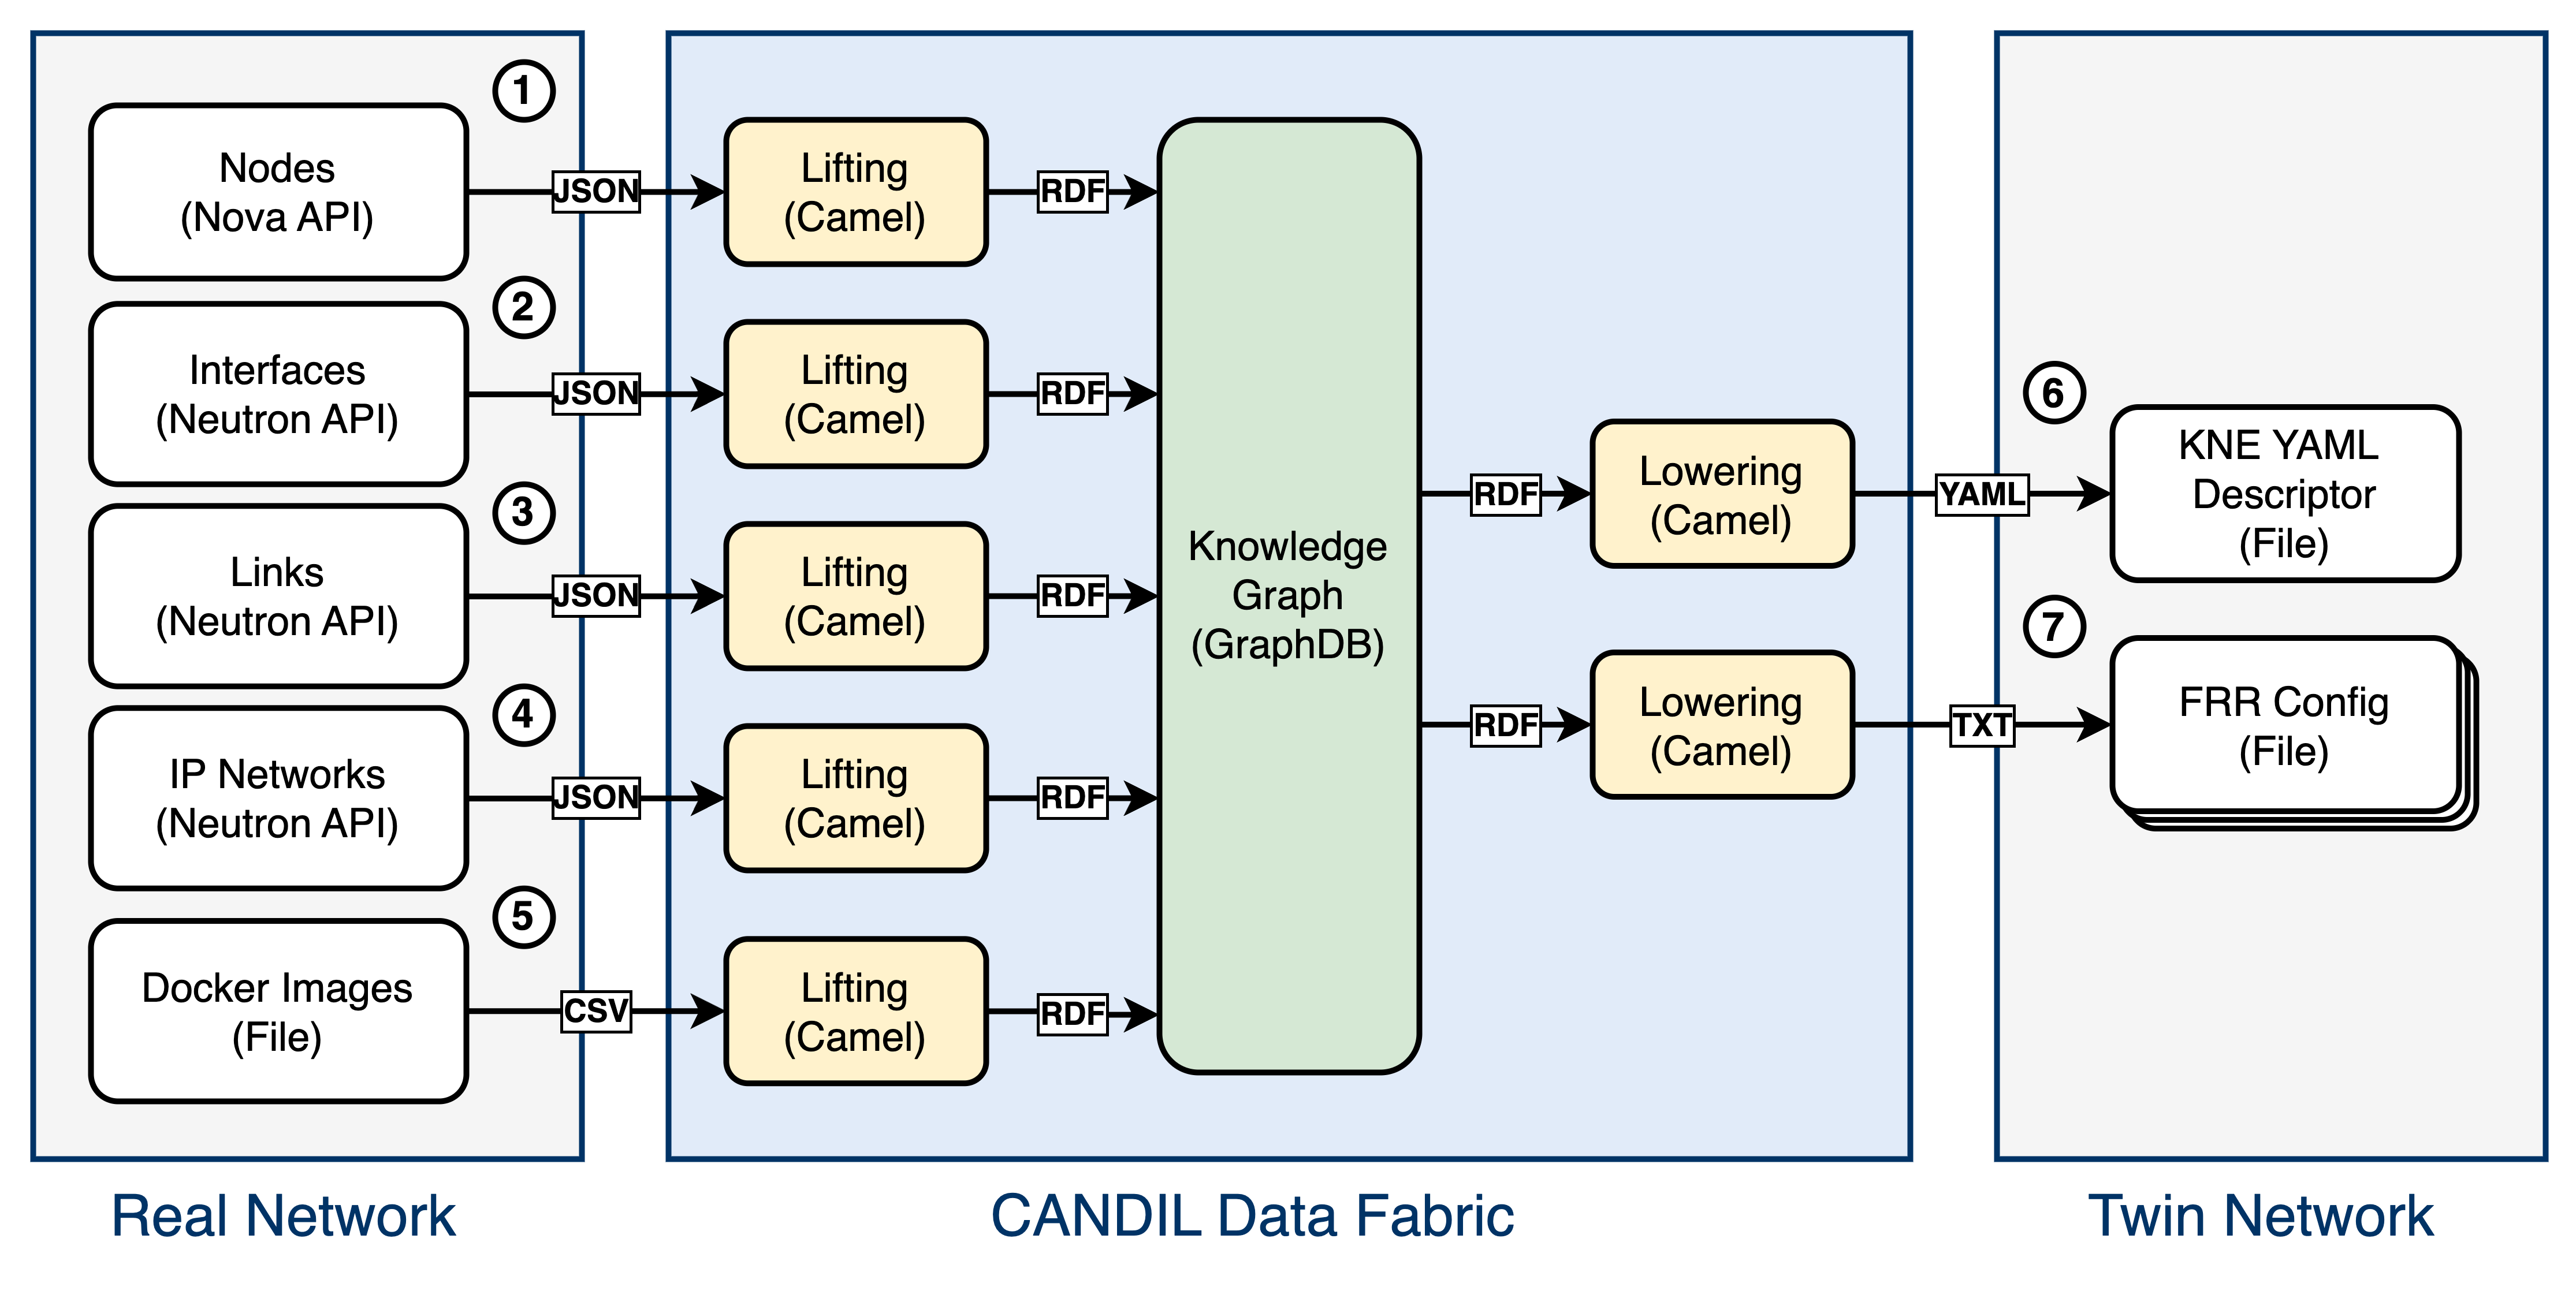 1
Nodes
(Nova API)
JSON
Lifting
(Camel)
RDF
2
Interfaces
(Neutron API)
JSON
Lifting
(Camel)
RDF
3
Links
(Neutron API)
JSON
Lifting
(Camel)
RDF
4
IP Networks
(Neutron API)
JSON
Lifting
(Camel)
RDF
5
Docker Images
(File)
CSV
Lifting
(Camel)
RDF
Knowledge
Graph
(GraphDB)
RDF
Lowering
(Camel)
YAML
6
KNE YAML
Descriptor
(File)
RDF
Lowering
(Camel)
TXT
7
FRR Config
(File)
Real Network
CANDIL Data Fabric
Twin Network